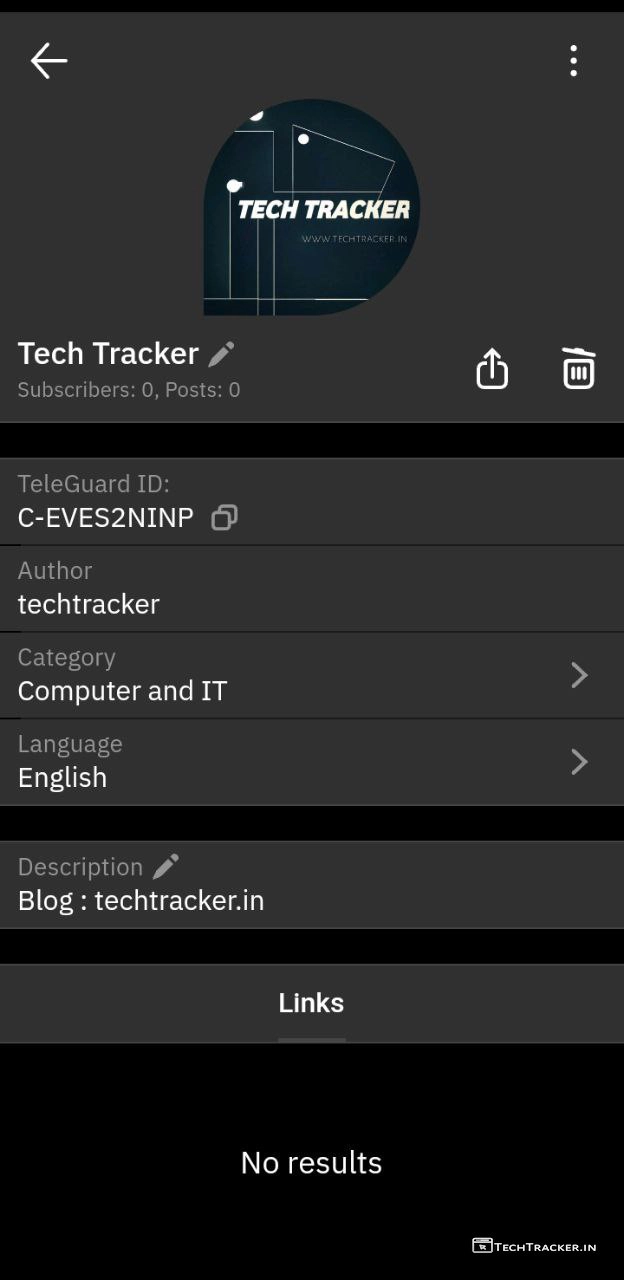 TECH TRACKER
WWW.TECHTRACKER.IN
Tech Tracker
Subscribers: 0, Posts: 0
TeleGuard ID:
C-EVES2NINP
Author
techtracker
Category
Computer and IT
Language
English
Description
Blog : techtracker.in
Links
No results
TECHTRACKER.IN